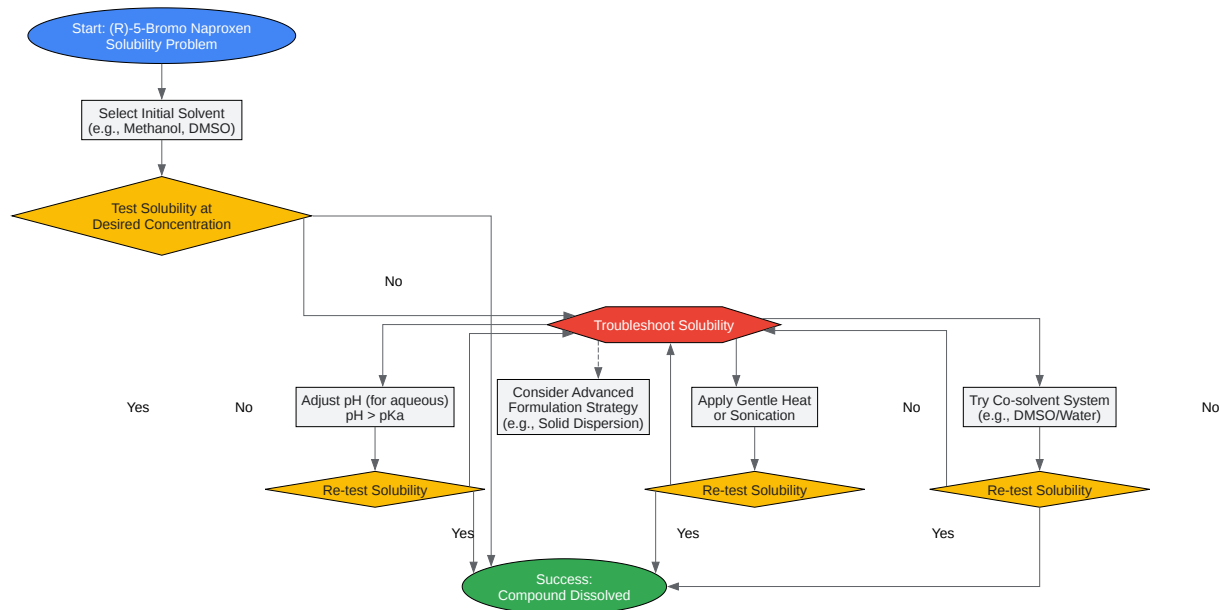 Start: (R)-5-Bromo Naproxen
Solubility Problem
Select Initial Solvent
(e.g., Methanol, DMSO)
Test Solubility at
Desired Concentration
No
Troubleshoot Solubility
Yes
No
Adjust pH (for aqueous)
pH > pKa
Consider Advanced
Formulation Strategy
(e.g., Solid Dispersion)
Apply Gentle Heat
or Sonication
No
Try Co-solvent System
(e.g., DMSO/Water)
No
Re-test Solubility
Re-test Solubility
Re-test Solubility
Yes
Yes
Yes
Success:
Compound Dissolved